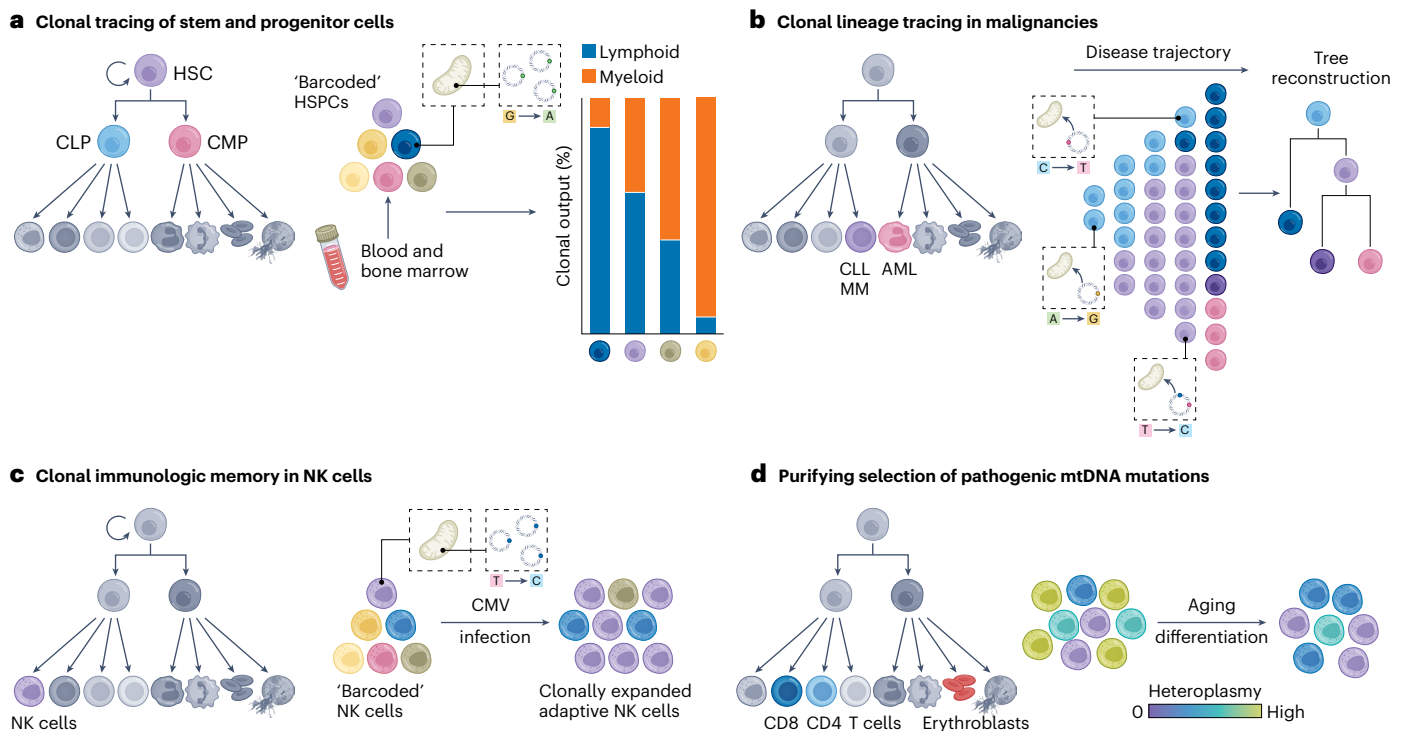 a Clonal tracing of stem and progenitor cells
HSC
CLP
CMP
'Barcoded'
HSPCs
G
A
Blood and
bone marrow
Lymphoid
Myeloid
Clonal output (%)
b Clonal lineage tracing in malignancies
CLL
MM
AML
Disease trajectory
Tree
reconstruction
C
T
A
G
T
C
c Clonal immunologic memory in NK cells
NK cells
T
C
'Barcoded'
NK cells
CMV
infection
Clonally expanded
adaptive NK cells
d Purifying selection of pathogenic mtDNA mutations
CD8
CD4
T cells
Erythroblasts
Aging
differentiation
Heteroplasmy
0
High